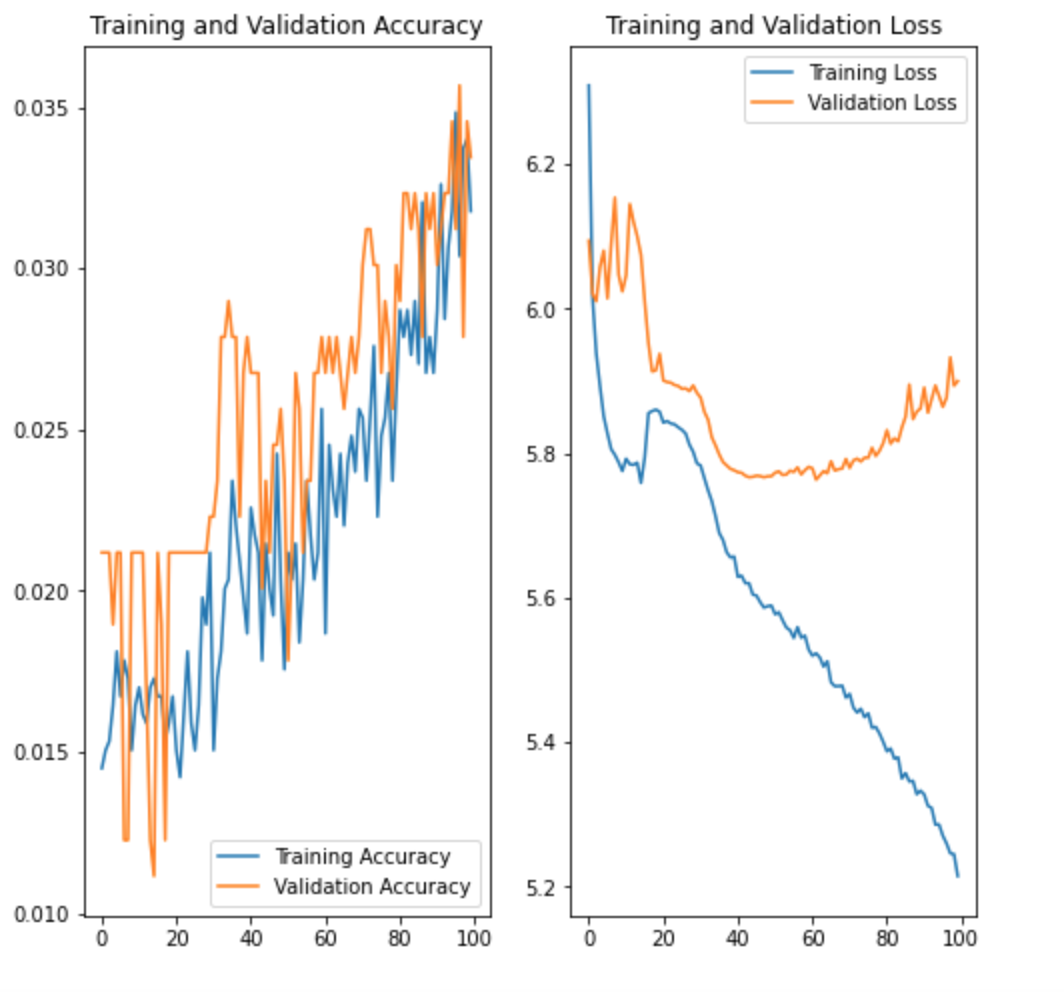 Training and Validation Accuracy
0.035
0.030
0.025
0.020
0.015
0.010
Training Accuracy
Validation Accuracy
0 20 40 60 80 100
Training and Validation Loss
Training Loss
Validation Loss
6.2
6.0
5.8
5.6
5.4
5.2
0 20 40 60 80 100